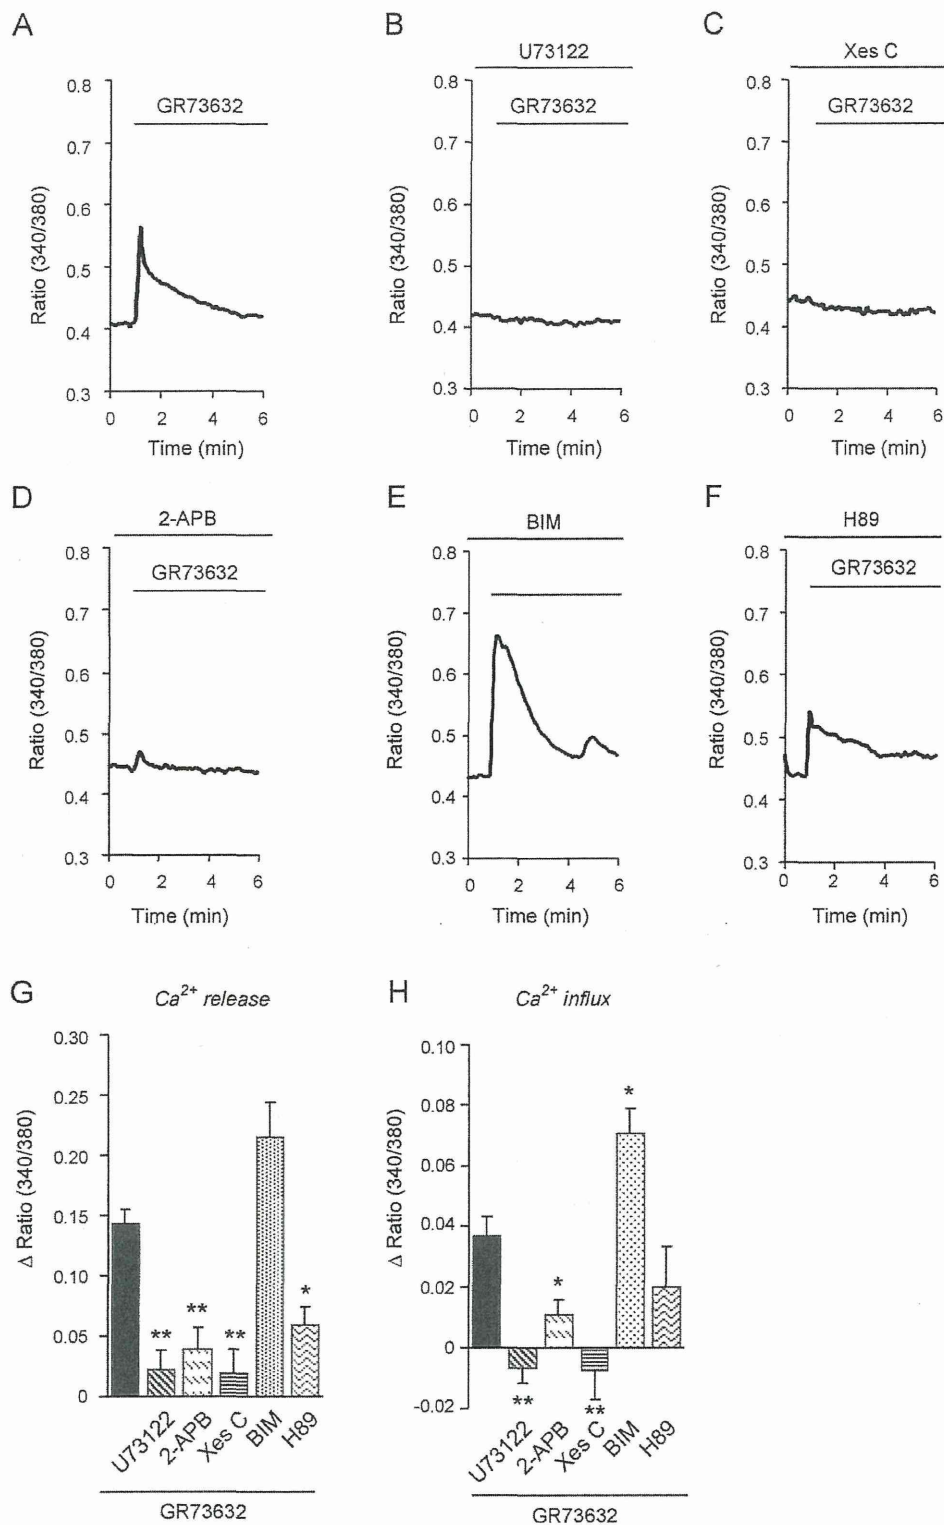 A
GR73632
0.8
0.7
0.6
0.5
0.4
0.3
Ratio (340/380)
0 2 4 6
Time (min)
B
U73122
GR73632
0.8
0.7
0.6
0.5
0.4
0.3
Ratio (340/380)
0 2 4 6
Time (min)
C
Xes C
GR73632
0.8
0.7
0.6
0.5
0.4
0.3
Ratio (340/380)
0 2 4 6
Time (min)
D
2-APB
GR73632
0.8
0.7
0.6
0.5
0.4
0.3
Ratio (340/380)
0 2 4 6
Time (min)
E
BIM
0.8
0.7
0.6
0.5
0.4
0.3
Ratio (340/380)
0 2 4 6
Time (min)
F
H89
GR73632
0.8
0.7
0.6
0.5
0.4
0.3
Ratio (340/380)
0 2 4 6
Time (min)
G
Ca²⁺ release
0.30
0.25
0.20
0.15
0.10
0.05
0
Δ Ratio (340/380)
** ** ** *
U73122
2-APB
Xes C
BIM
H89
GR73632
H
Ca²⁺ influx
0.10
0.08
0.06
0.04
0.02
0
-0.02
Δ Ratio (340/380)
** * ** *
U73122
2-APB
Xes C
BIM
H89
GR73632